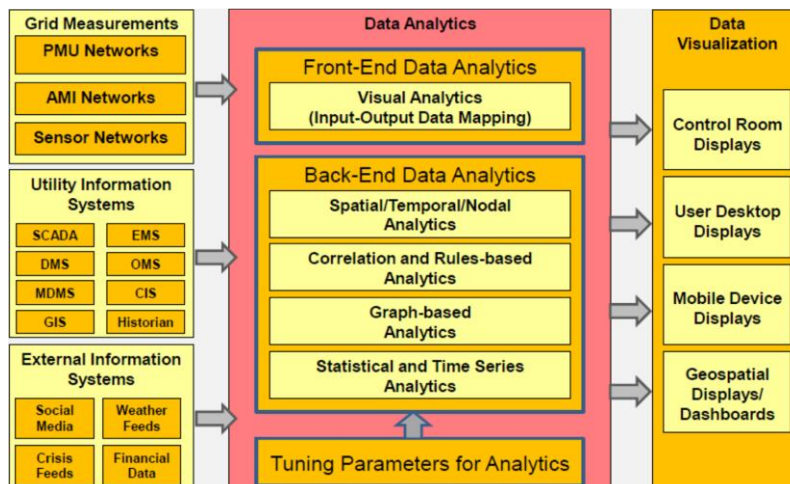 Grid Measurements
PMU Networks
AMI Networks
Sensor Networks
Utility Information
Systems
SCADA
EMS
DMS
OMS
MDMS
CIS
GIS
Historian
External Information
Systems
Social
Media
Weather
Feeds
Crisis
Feeds
Financial
Data
Data Analytics
Front-End Data Analytics
Visual Analytics
(Input-Output Data Mapping)
Back-End Data Analytics
Spatial/Temporal/Nodal
Analytics
Correlation and Rules-based
Analytics
Graph-based
Analytics
Statistical and Time Series
Analytics
Tuning Parameters for Analytics
Data
Visualization
Control Room
Displays
User Desktop
Displays
Mobile Device
Displays
Geospatial
Displays/
Dashboards